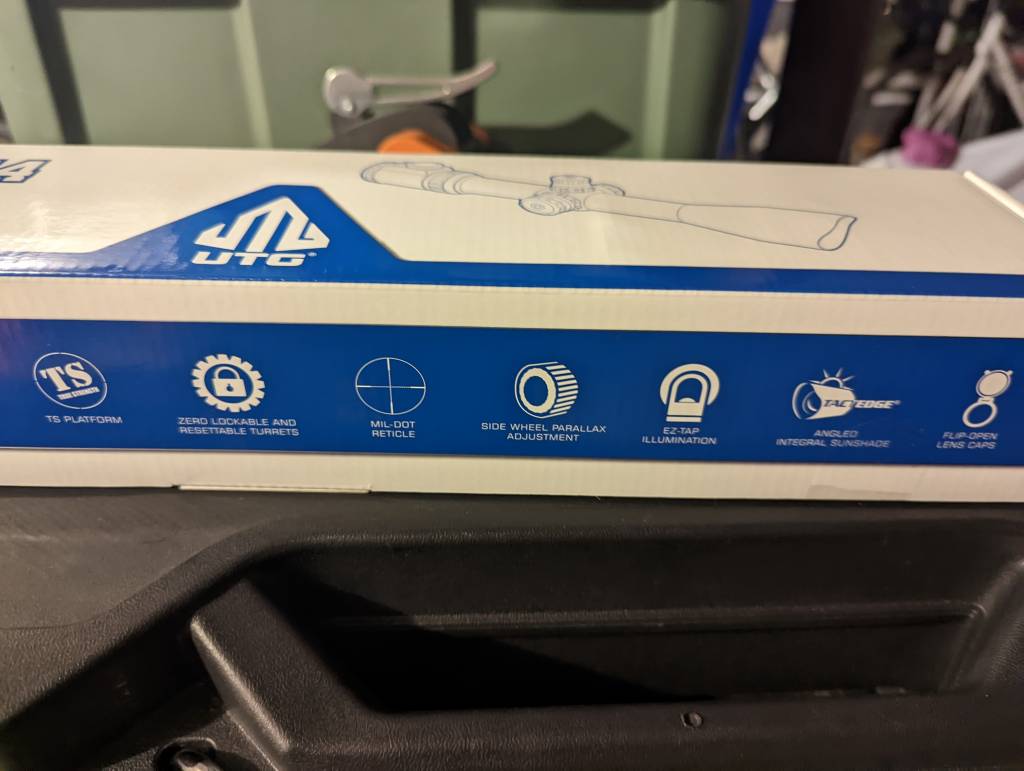 4
UTG®
TS
TRUE STRENGTH
TS PLATFORM
ZERO LOCKABLE AND
RESETTABLE TURRETS
MIL-DOT
RETICLE
SIDE WHEEL PARALLAX
ADJUSTMENT
EZ-TAP
ILLUMINATION
TACTEDGE®
ANGLED
INTEGRAL SUNSHADE
FLIP-OPEN
LENS CAPS